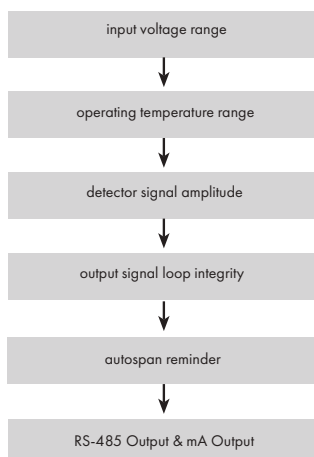 input voltage range
operating temperature range
detector signal amplitude
output signal loop integrity
autospan reminder
RS-485 Output & mA Output